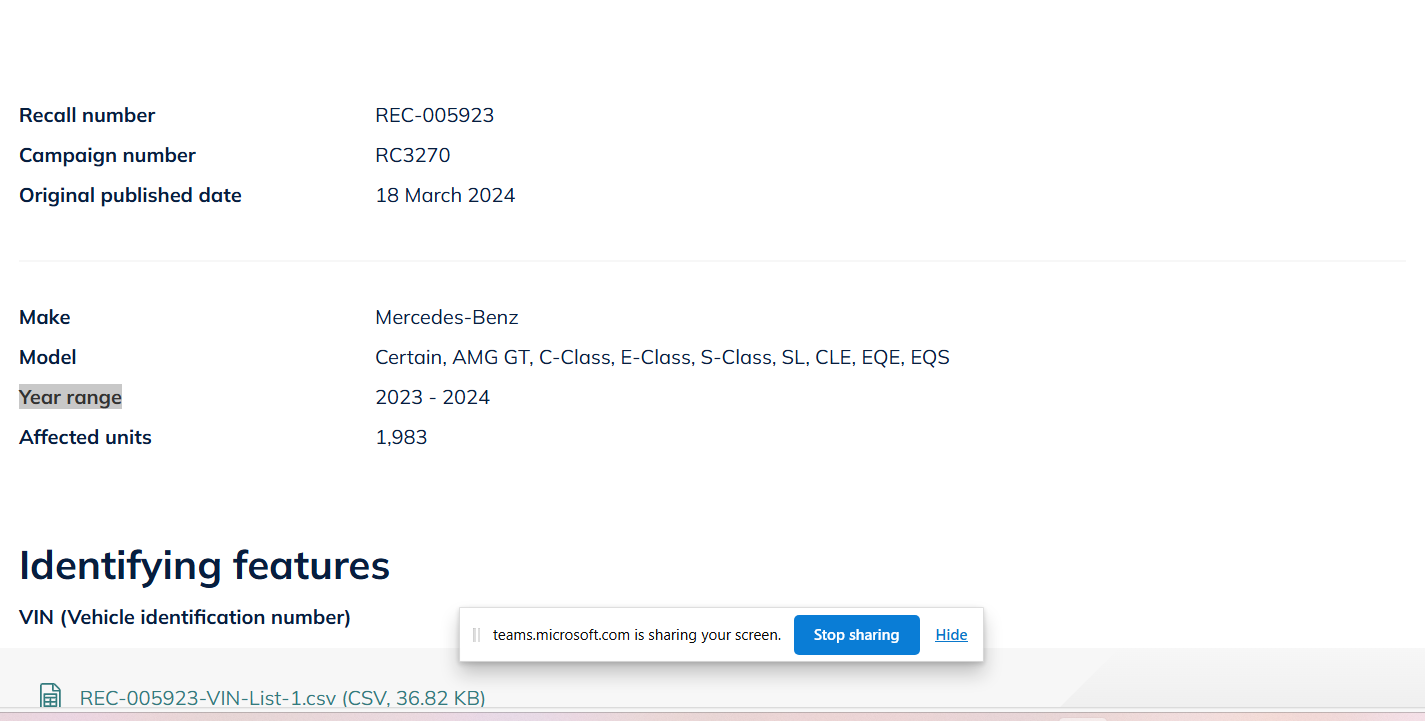 Recall number REC-005923
Campaign number RC3270
Original published date 18 March 2024
Make Mercedes-Benz
Model Certain, AMG GT, C-Class, E-Class, S-Class, SL, CLE, EQE, EQS
Year range 2023 - 2024
Affected units 1,983
Identifying features
VIN (Vehicle identification number)
teams.microsoft.com is sharing your screen. Stop sharing Hide
REC-005923-VIN-List-1.csv (CSV, 36.82 KB)